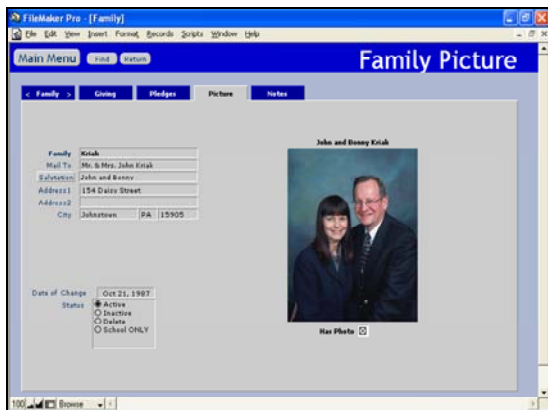 FileMaker Pro - [Family]
File Edit View Insert Format Records Scripts Window Help
Main Menu Find Return Family Picture
< Family > Giving Pledges Picture Notes
John and Bonny Kriak
Family Kriak
Mail To Mr. & Mrs. John Kriak
Salutation John and Bonny
Address1 154 Daisy Street
Address2
City Johnstown PA 15905
Date of Change Oct 21, 1987
Status Active
Inactive
Delete
School ONLY
Has Photo
100 Browse